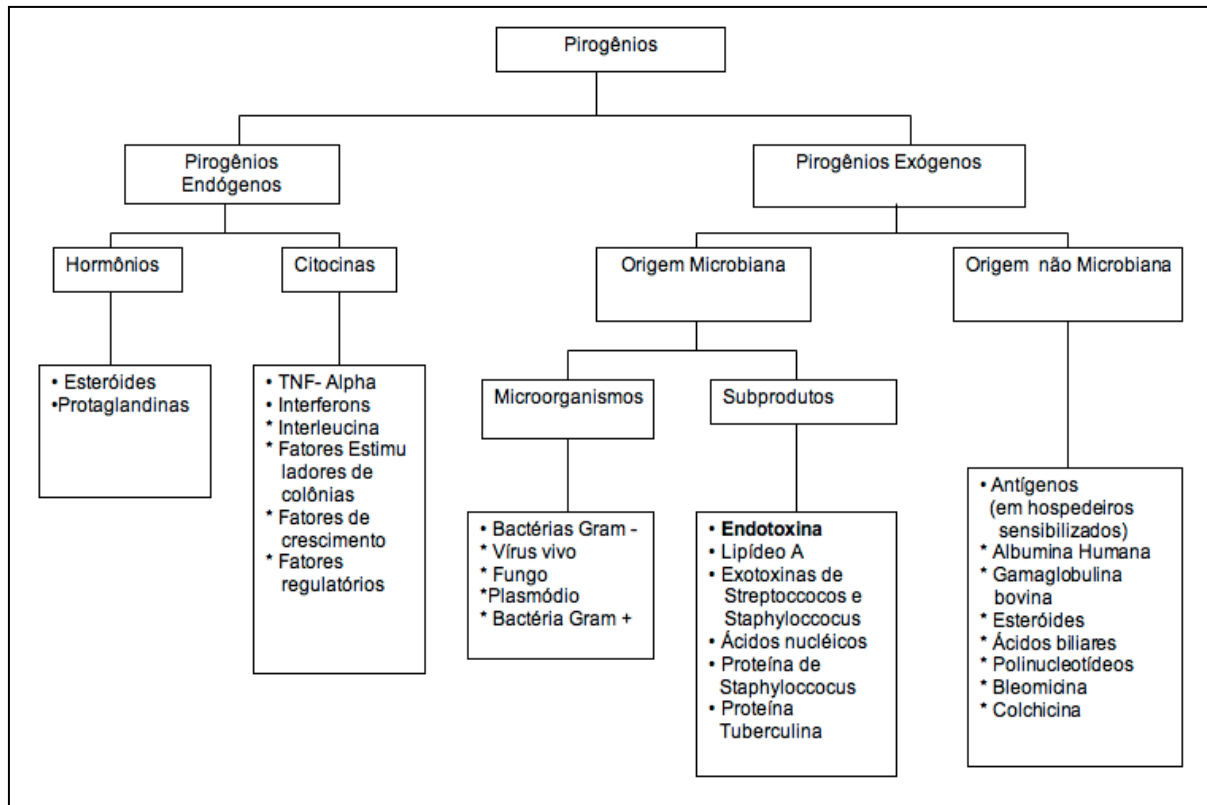 Pirogênios
Pirogênios
Endógenos
Pirogênios Exógenos
Hormônios
Citocinas
Origem Microbiana
Origem não Microbiana
• Esteróides
•Protaglandinas
• TNF- Alpha
• Interferons
* Interleucina
* Fatores Estimu
ladores de
colônias
* Fatores de
crescimento
* Fatores
regulatórios
Microorganismos
Subprodutos
• Bactérias Gram -
* Vírus vivo
* Fungo
*Plasmódio
* Bactéria Gram +
• Endotoxina
• Lipídeo A
• Exotoxinas de
Streptoccocos e
Staphyloccocus
• Ácidos nucléicos
• Proteína de
Staphyloccocus
• Proteína
Tuberculina
• Antígenos
(em hospedeiros
sensibilizados)
* Albumina Humana
* Gamaglobulina
bovina
* Esteróides
* Ácidos biliares
* Polinucleotídeos
* Bleomicina
* Colchicina